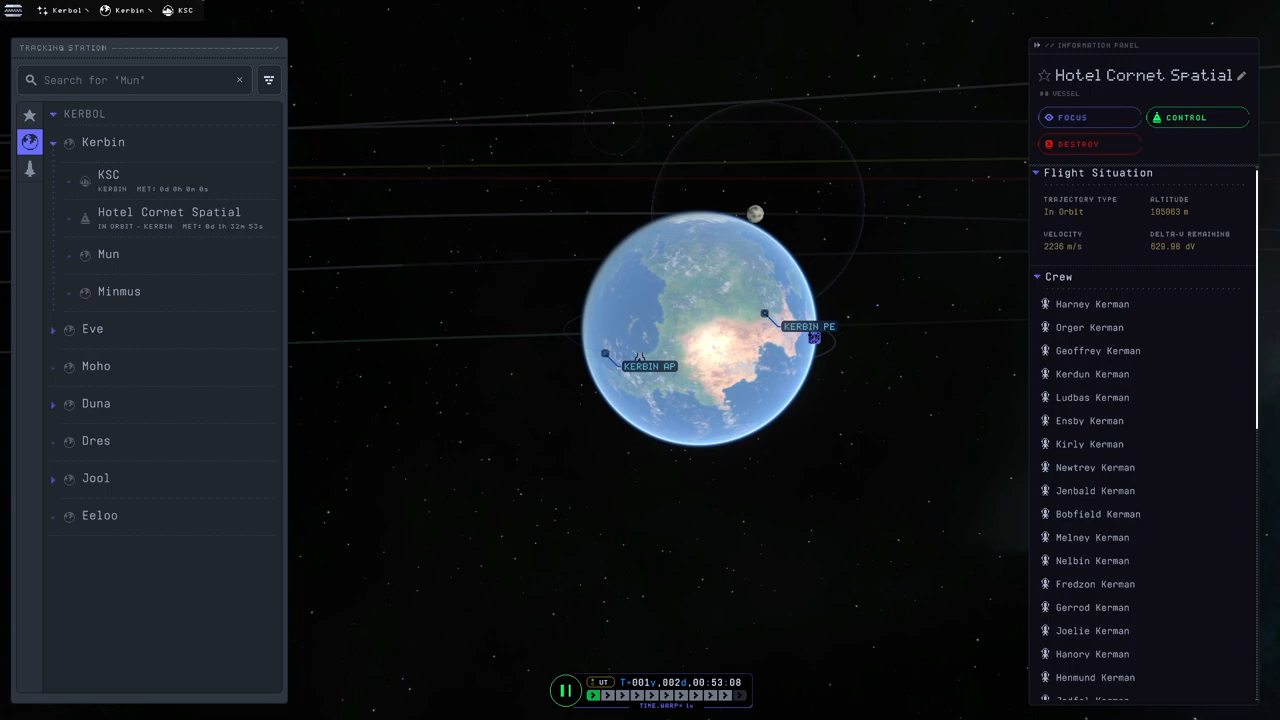 Kerbol
Kerbin
KSC
TRACKING STATION
Search for "Mun"
KERBOL
Kerbin
KSC
KERBIN MET: 0d 0h 0m 0s
Hotel Cornet Spatial
IN ORBIT - KERBIN MET: 0d 1h 32m 53s
Mun
Minmus
Eve
Moho
Duna
Dres
Jool
Eeloo
KERBIN PE
KERBIN AP
UT T+001y,002d,00:53:08
TIME.WARP= 1x
// INFORMATION PANEL
Hotel Cornet Spatial
## VESSEL
FOCUS
CONTROL
DESTROY
Flight Situation
TRAJECTORY TYPE ALTITUDE
In Orbit 105063 m
VELOCITY DELTA-V REMAINING
2236 m/s 629.98 dV
Crew
Harney Kerman
Orger Kerman
Geoffrey Kerman
Kerdun Kerman
Ludbas Kerman
Ensby Kerman
Kirly Kerman
Newtrey Kerman
Jenbald Kerman
Bobfield Kerman
Melney Kerman
Nelbin Kerman
Fredzon Kerman
Gerrod Kerman
Joelie Kerman
Hanory Kerman
Henmund Kerman